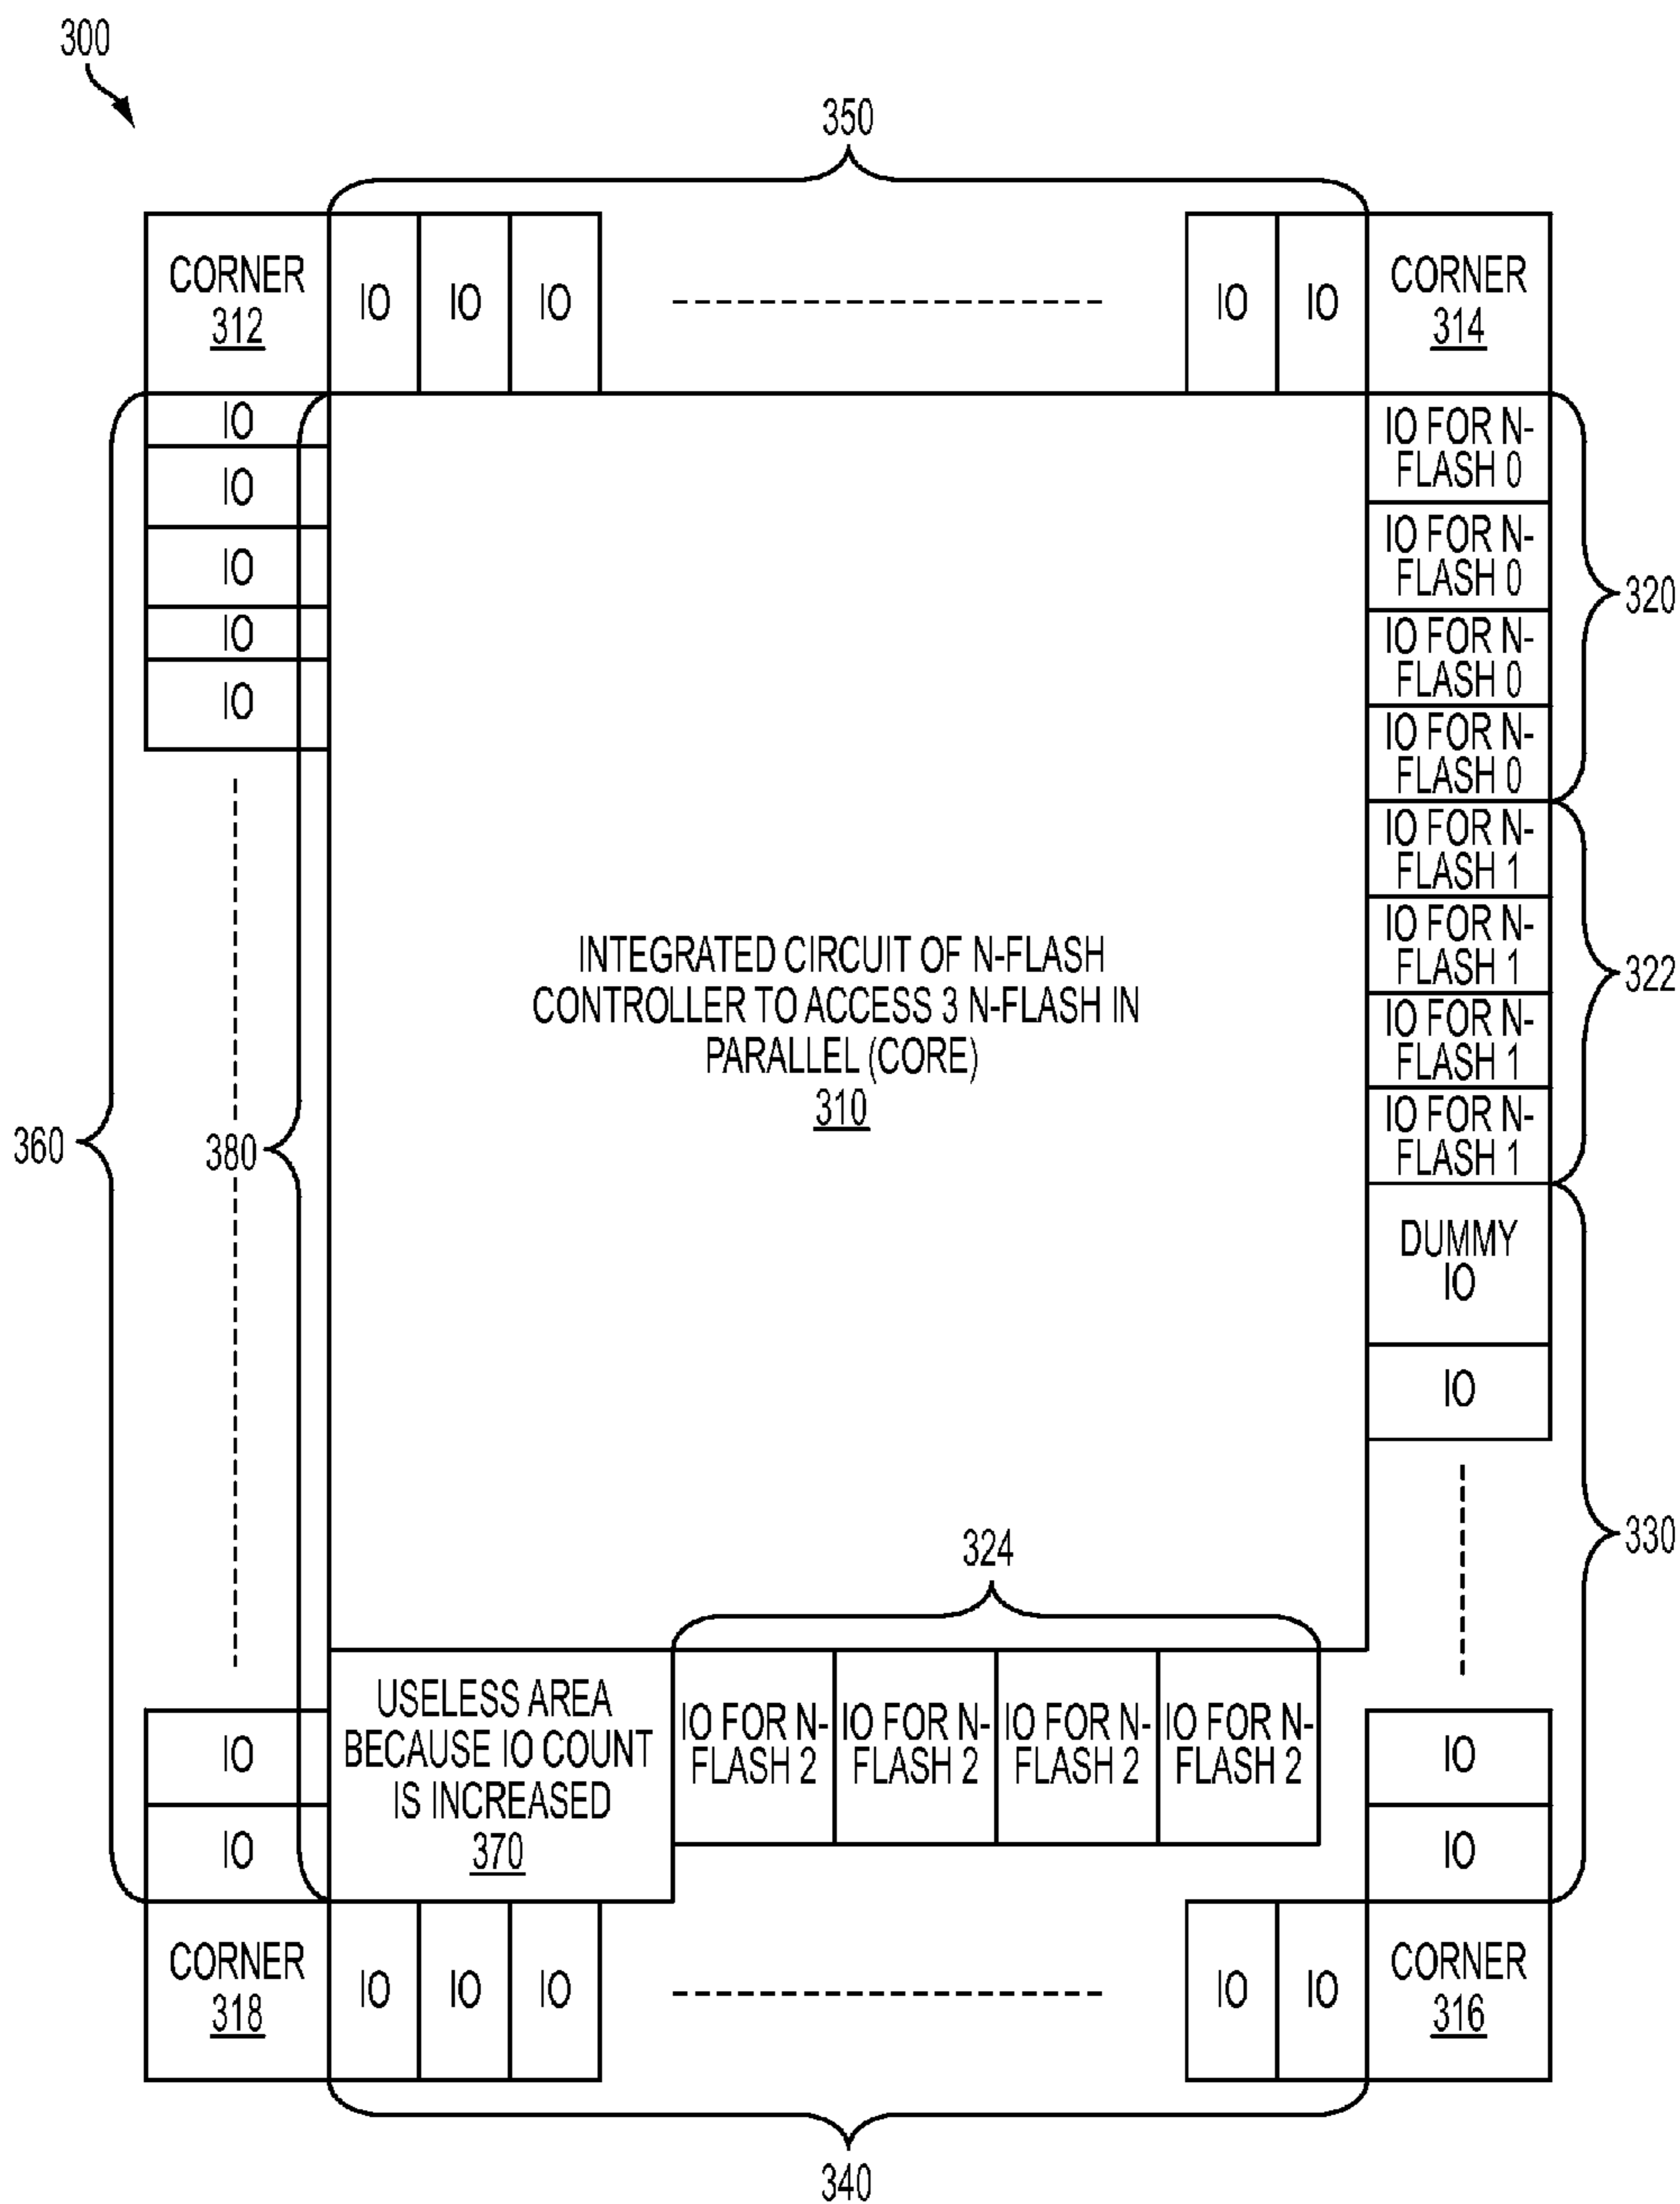 300
350
CORNER
312
IO
IO
IO
IO
IO
CORNER
314
IO
IO
IO
IO
IO
IO FOR N-
FLASH 0
IO FOR N-
FLASH 0
IO FOR N-
FLASH 0
IO FOR N-
FLASH 0
320
IO FOR N-
FLASH 1
IO FOR N-
FLASH 1
IO FOR N-
FLASH 1
IO FOR N-
FLASH 1
322
INTEGRATED CIRCUIT OF N-FLASH
CONTROLLER TO ACCESS 3 N-FLASH IN
PARALLEL (CORE)
310
360
380
DUMMY
IO
IO
330
324
USELESS AREA
BECAUSE IO COUNT
IS INCREASED
370
IO FOR N-
FLASH 2
IO FOR N-
FLASH 2
IO FOR N-
FLASH 2
IO FOR N-
FLASH 2
IO
IO
IO
IO
CORNER
318
IO
IO
IO
IO
IO
CORNER
316
340